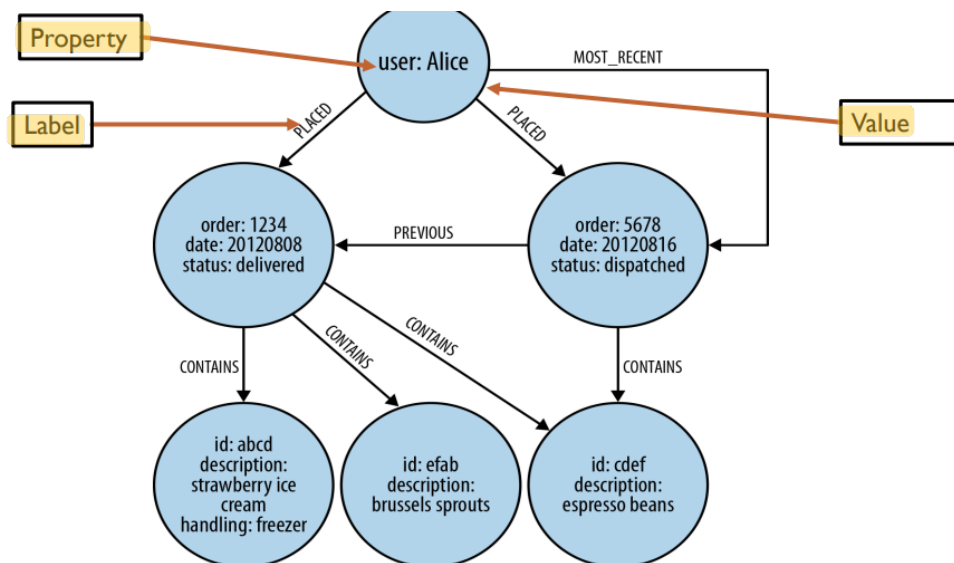 Property
user: Alice
MOST_RECENT
Label
PLACED
PLACED
Value
order: 1234
date: 20120808
status: delivered
PREVIOUS
order: 5678
date: 20120816
status: dispatched
CONTAINS
CONTAINS
CONTAINS
CONTAINS
id: abcd
description:
strawberry ice
cream
handling: freezer
id: efab
description:
brussels sprouts
id: cdef
description:
espresso beans